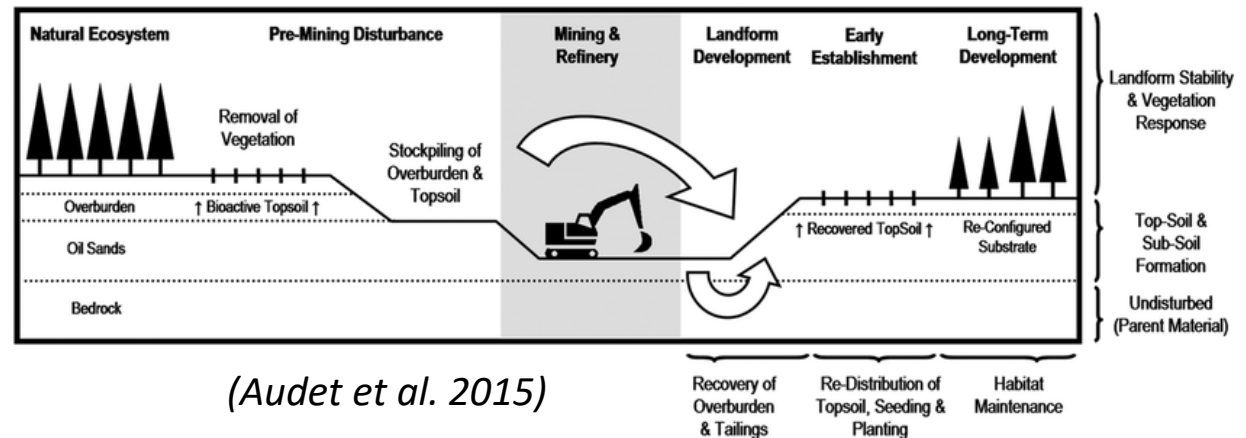 Natural Ecosystem
Pre-Mining Disturbance
Mining &
Refinery
Landform
Development
Early
Establishment
Long-Term
Development
Removal of
Vegetation
Stockpiling of
Overburden &
Topsoil
Overburden
↑ Bioactive Topsoil ↑
Oil Sands
Bedrock
↑ Recovered TopSoil ↑
Re-Configured
Substrate
Landform Stability
& Vegetation
Response
Top-Soil &
Sub-Soil
Formation
Undisturbed
(Parent Material)
(Audet et al. 2015)
Recovery of
Overburden
& Tailings
Re-Distribution of
Topsoil, Seeding &
Planting
Habitat
Maintenance